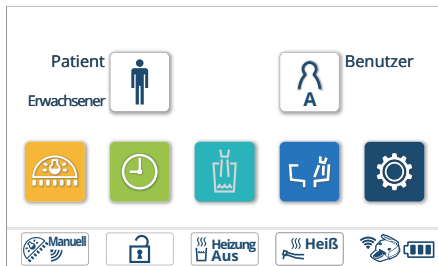 Patient
Erwachsener
Benutzer
A
Manuell
Heizung
Aus
Heiß